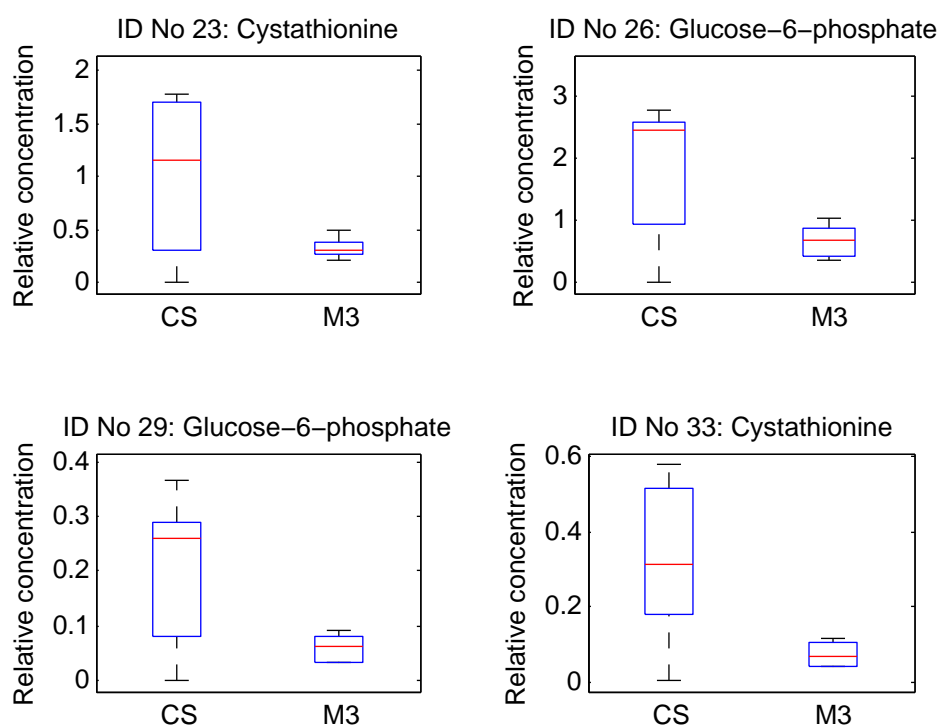 ID No 23: Cystathionine
Relative concentration
2
1.5
1
0.5
0
CS M3
ID No 26: Glucose−6−phosphate
Relative concentration
3
2
1
0
CS M3
ID No 29: Glucose−6−phosphate
Relative concentration
0.4
0.3
0.2
0.1
0
CS M3
ID No 33: Cystathionine
Relative concentration
0.6
0.4
0.2
0
CS M3